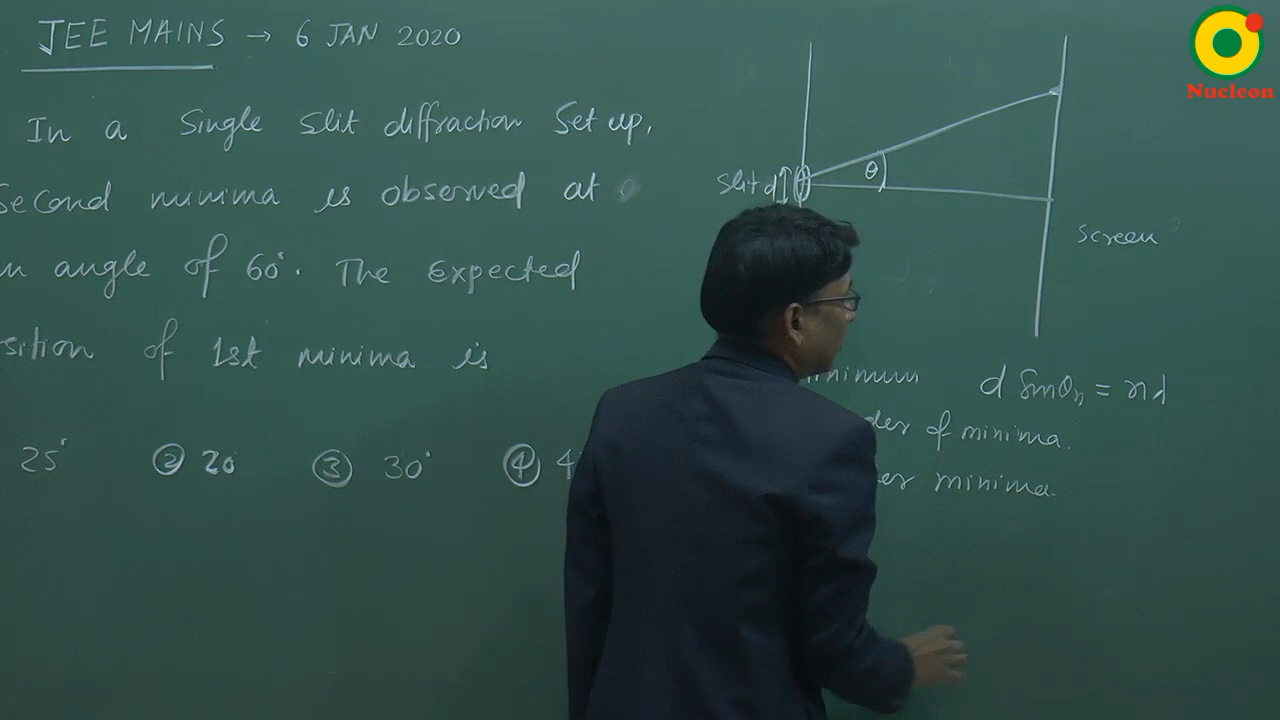 JEE MAINS → 6 JAN 2020
In a Single Slit diffraction Set up,
Second minima is observed at
angle of 60°. The Expected
of 1st minima is
25° ② 20 ③ 30° ④ 4
Slit d
θ
screen
d Sinθn = nλ
of minima.
minima.
Nucleon